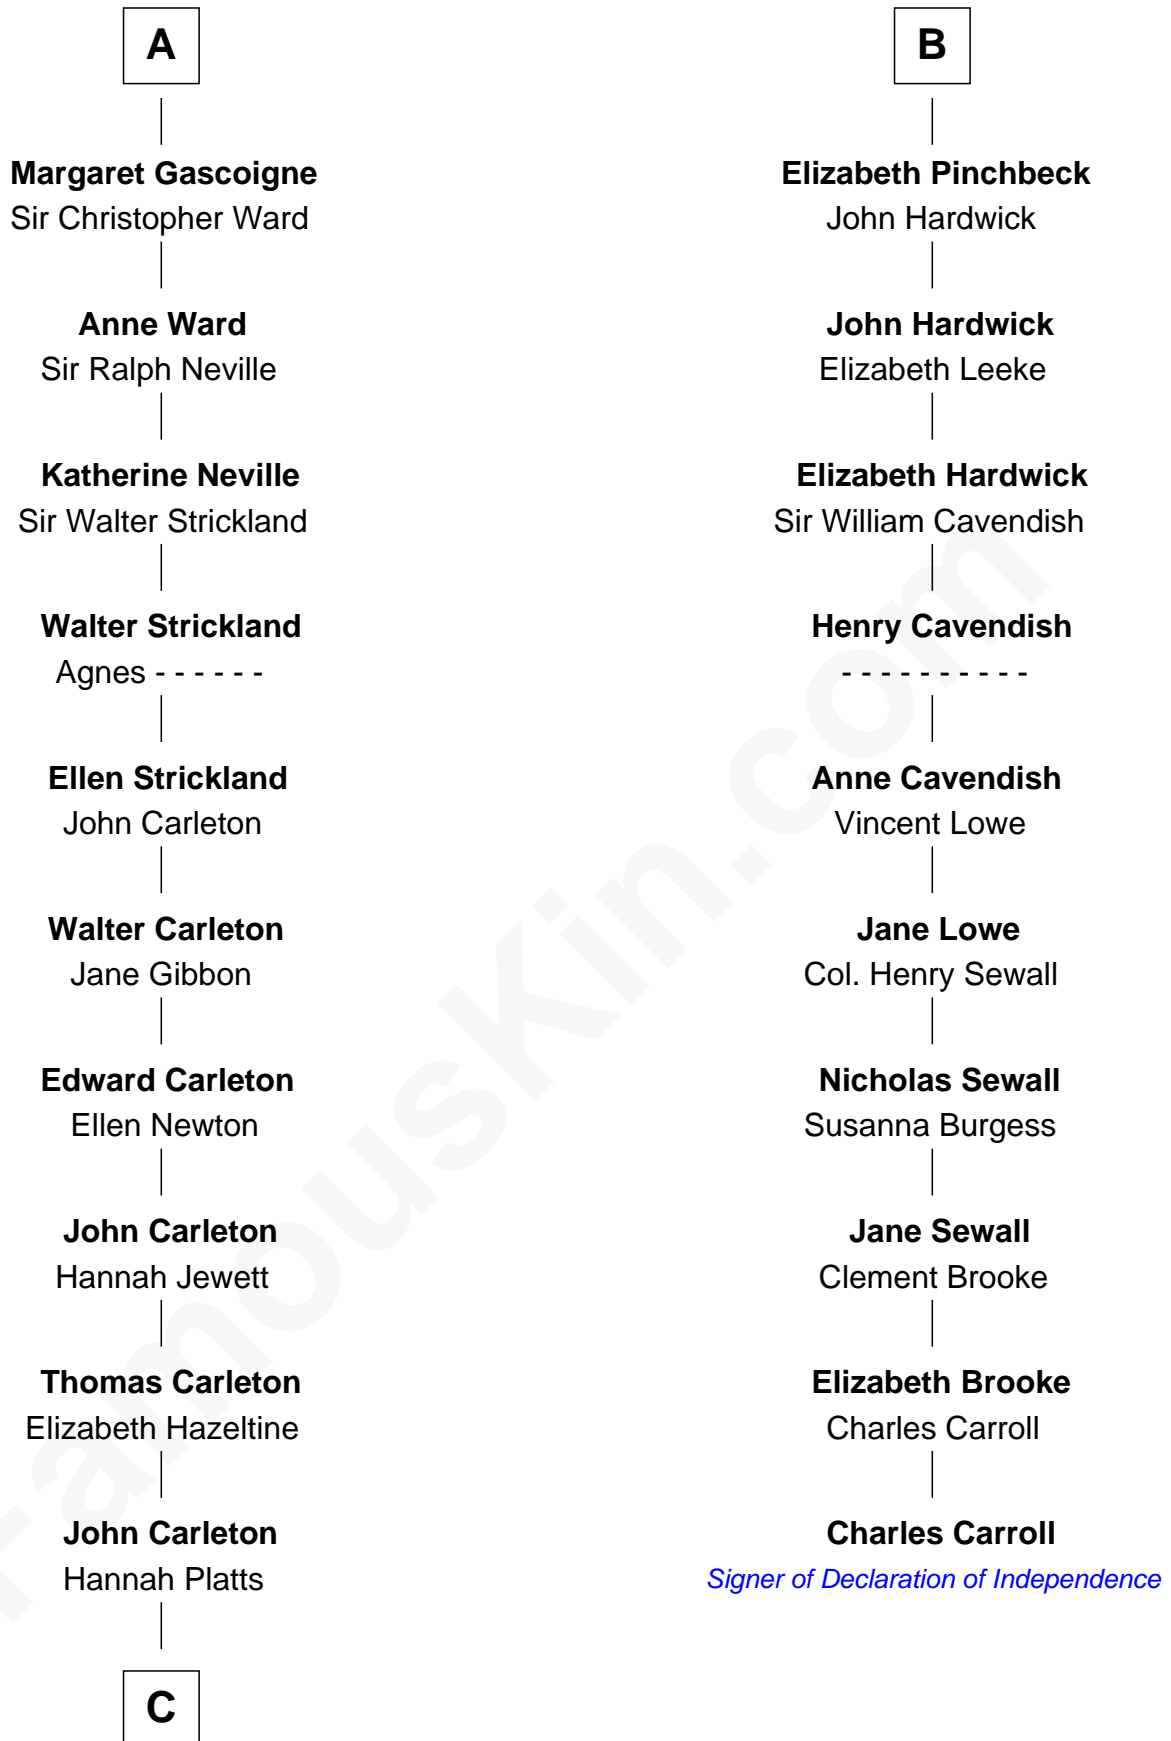 A
Margaret Gascoigne
Sir Christopher Ward
Anne Ward
Sir Ralph Neville
Katherine Neville
Sir Walter Strickland
Walter Strickland
Agnes - - - - - -
Ellen Strickland
John Carleton
Walter Carleton
Jane Gibbon
Edward Carleton
Ellen Newton
John Carleton
Hannah Jewett
Thomas Carleton
Elizabeth Hazeltine
John Carleton
Hannah Platts
C
B
Elizabeth Pinchbeck
John Hardwick
John Hardwick
Elizabeth Leeke
Elizabeth Hardwick
Sir William Cavendish
Henry Cavendish
- - - - - - - - - -
Anne Cavendish
Vincent Lowe
Jane Lowe
Col. Henry Sewall
Nicholas Sewall
Susanna Burgess
Jane Sewall
Clement Brooke
Elizabeth Brooke
Charles Carroll
Charles Carroll
Signer of Declaration of Independence
FamousKin.com